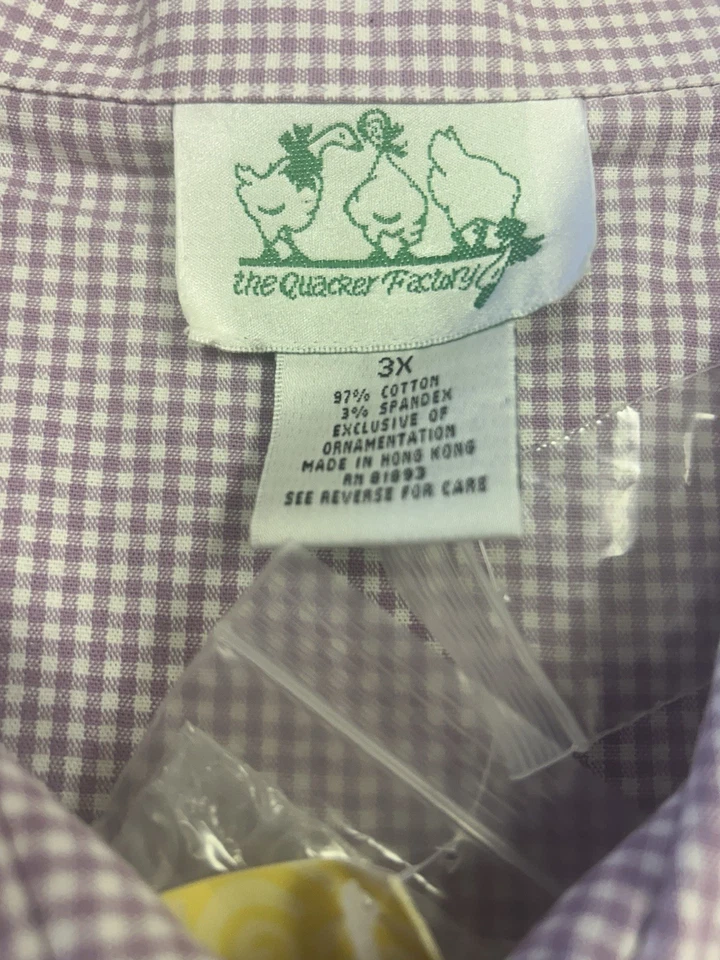 the Quacker Factory
3X
97% COTTON
3% SPANDEX
EXCLUSIVE OF
ORNAMENTATION
MADE IN HONG KONG
RN 81893
SEE REVERSE FOR CARE